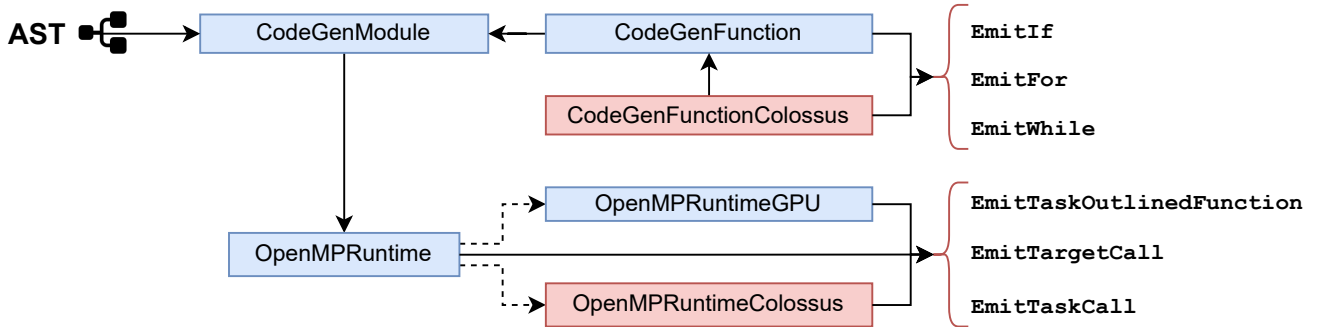 AST
CodeGenModule
CodeGenFunction
EmitIf
EmitFor
CodeGenFunctionColossus
EmitWhile
OpenMPRuntimeGPU
EmitTaskOutlinedFunction
OpenMPRuntime
EmitTargetCall
OpenMPRuntimeColossus
EmitTaskCall